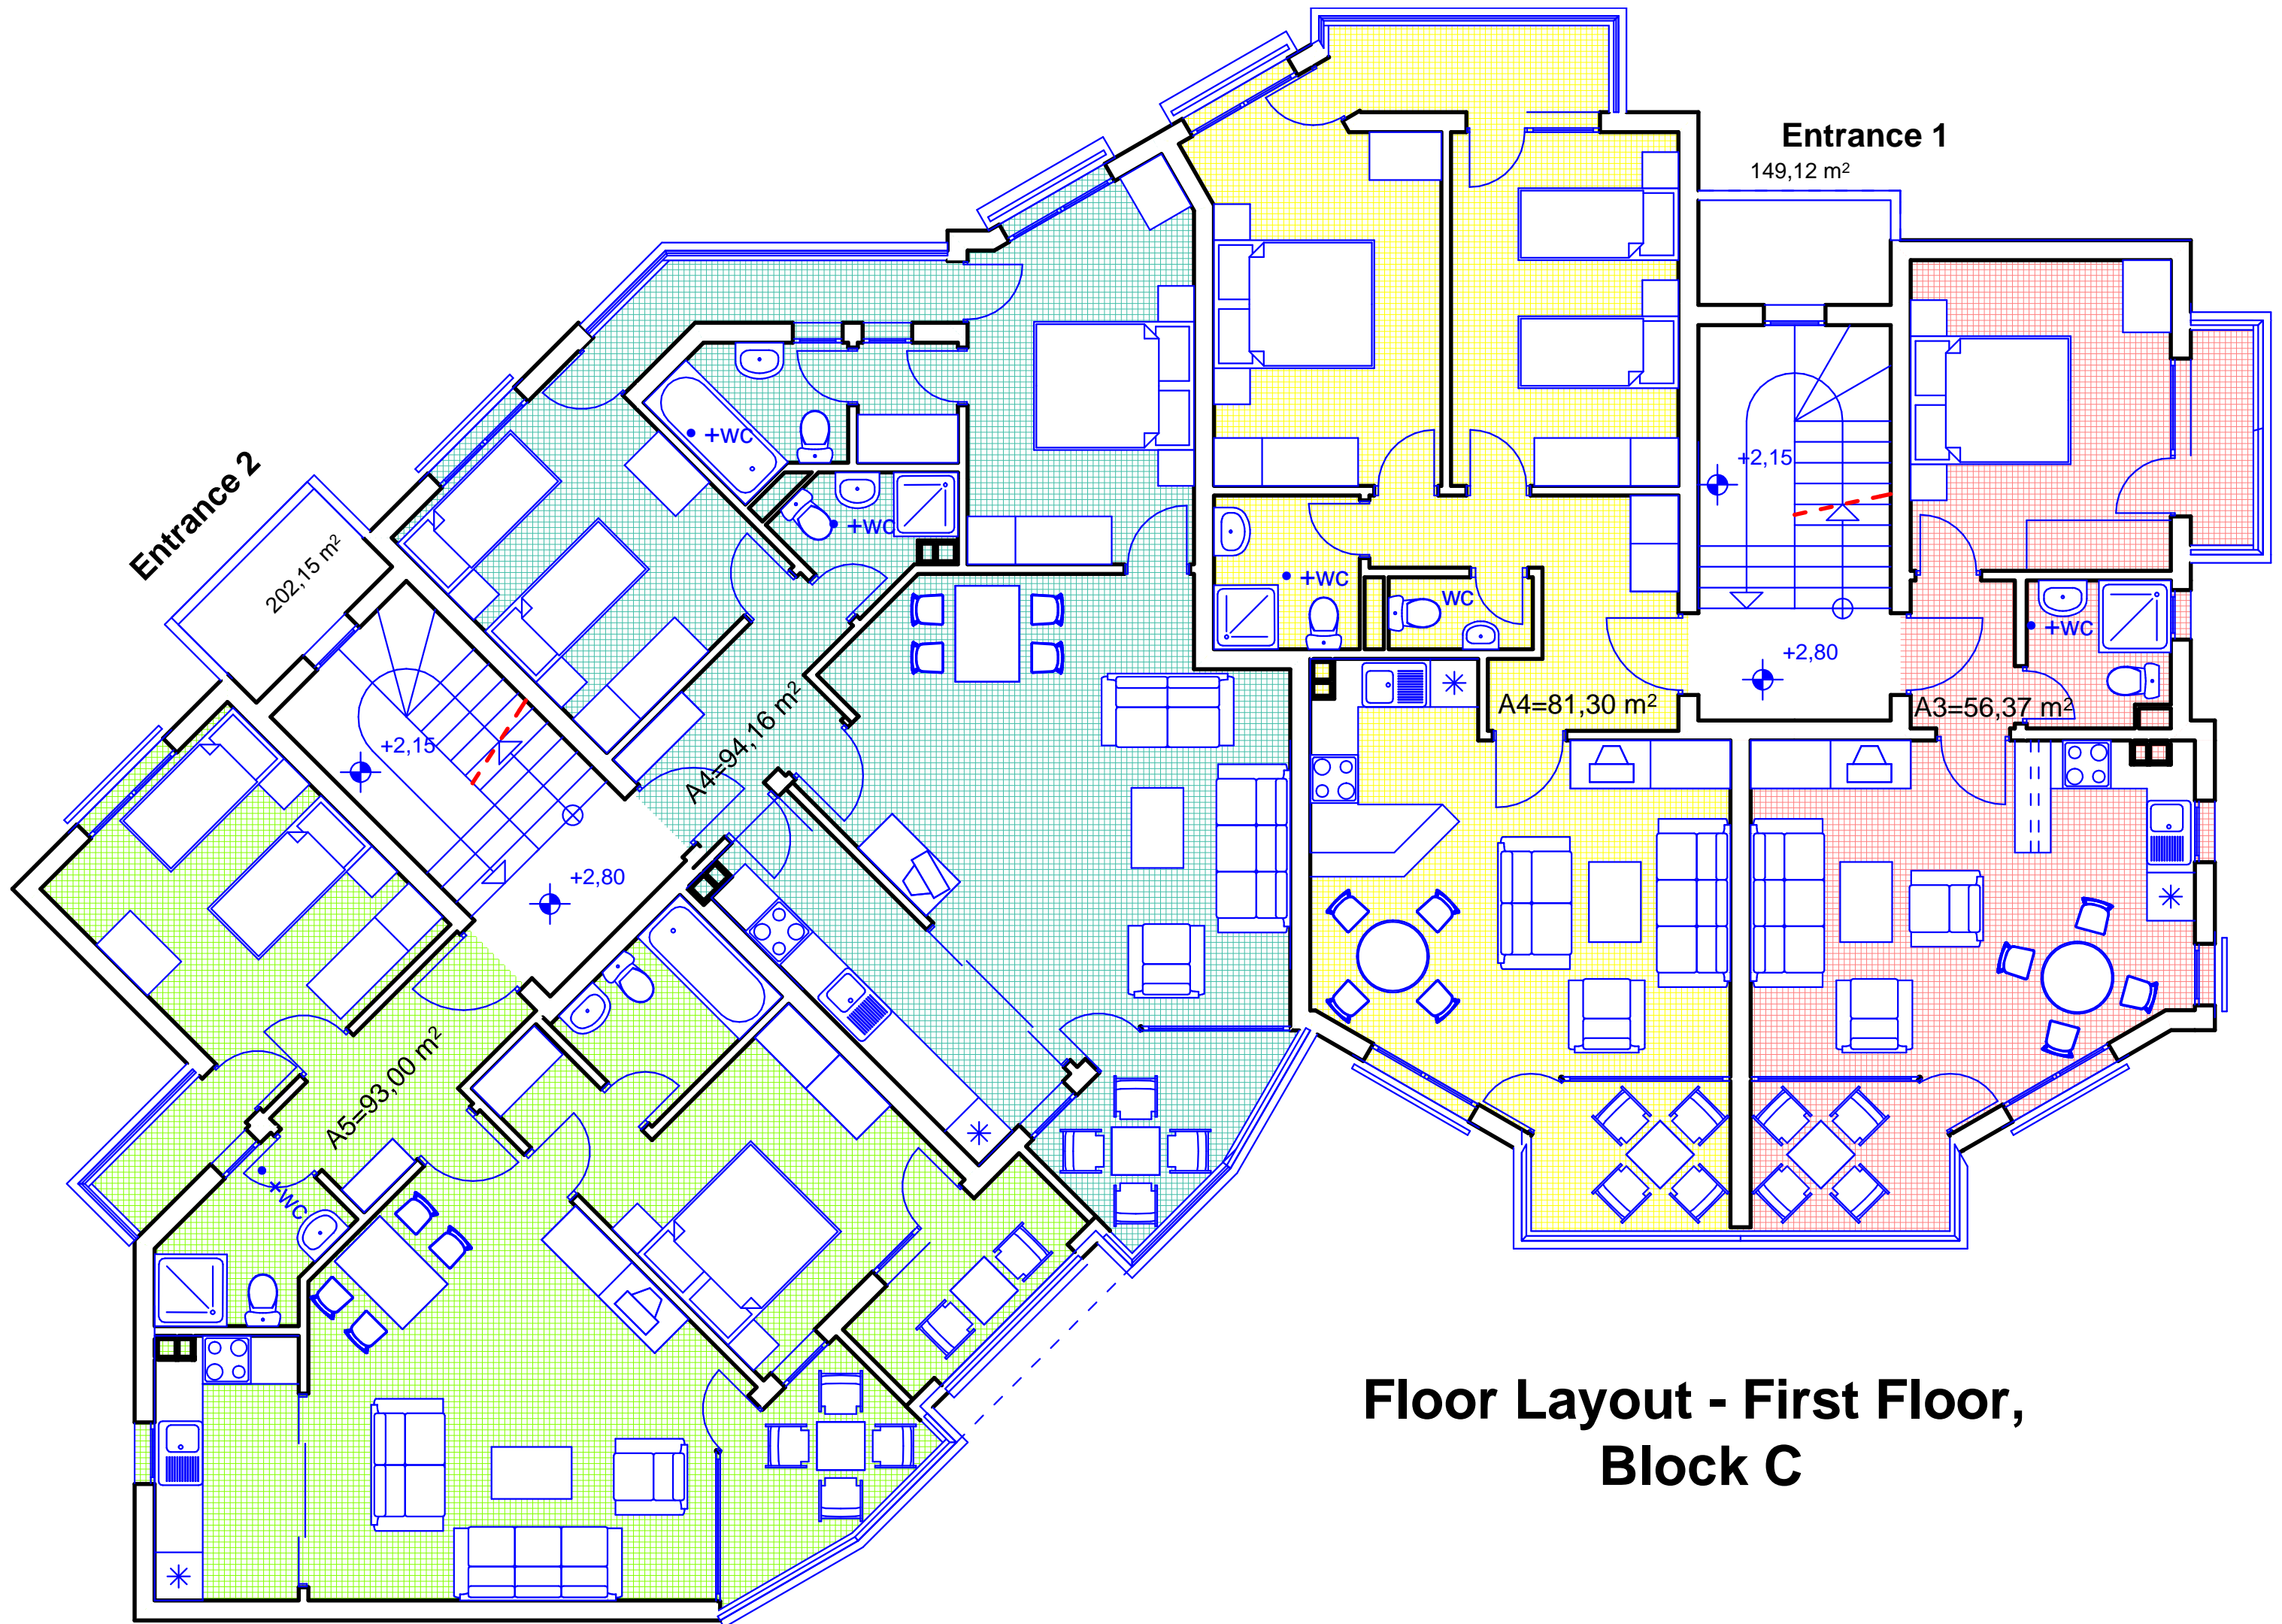 Entrance 1
149,12 m²
Entrance 2
202,15 m²
+wc
+wc
+2,15
+wc
wc
+wc
+2,80
A4=81,30 m²
A3=56,37 m²
A4=94,16 m²
+2,15
+2,80
A5=93,00 m²
+wc
Floor Layout - First Floor,
Block C